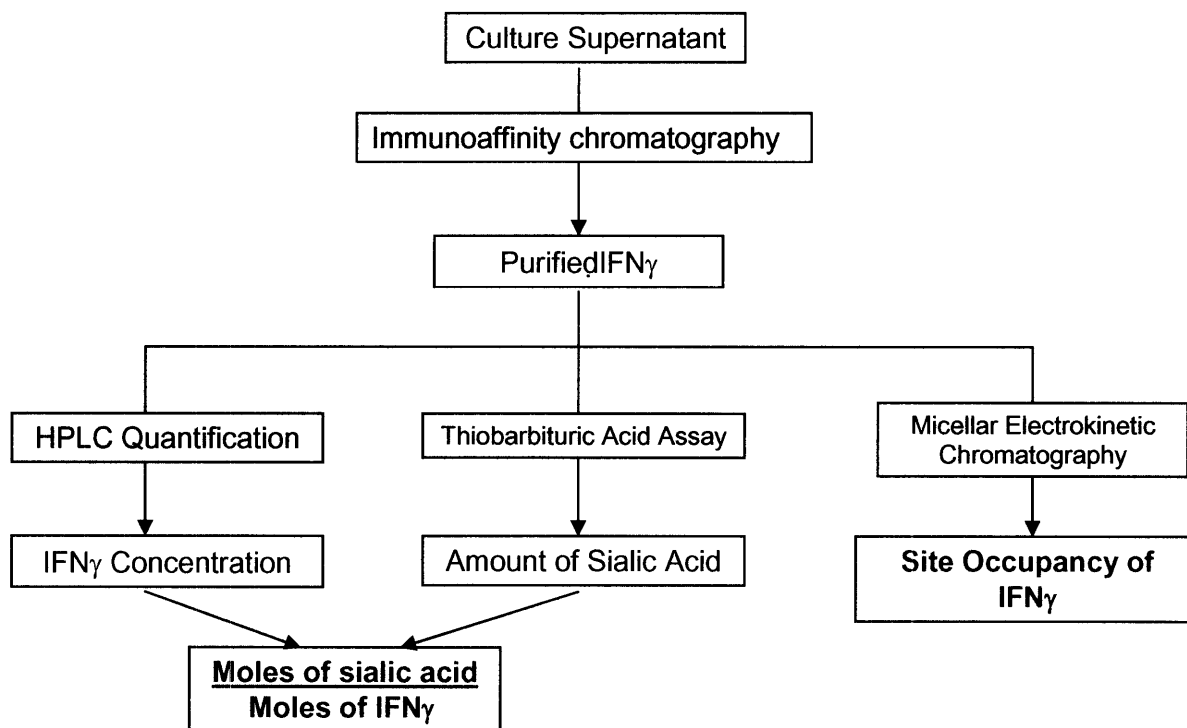 Culture Supernatant
Immunoaffinity chromatography
PurifiedIFNγ
HPLC Quantification
Thiobarbituric Acid Assay
Micellar Electrokinetic
Chromatography
IFNγ Concentration
Amount of Sialic Acid
Site Occupancy of
IFNγ
Moles of sialic acid
Moles of IFNγ